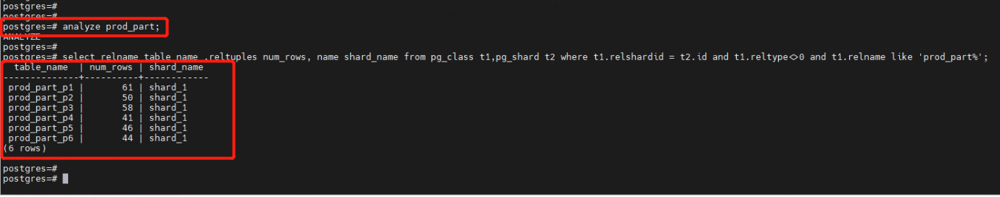 postgres=#
postgres=#
postgres=# analyze prod_part;
ANALYZE
postgres=#
postgres=# select relname table_name ,reltuples num_rows, name shard_name from pg_class t1,pg_shard t2 where t1.relshardid = t2.id and t1.reltype<>0 and t1.relname like 'prod_part%';
  table_name  | num_rows | shard_name
--------------+----------+------------
 prod_part_p1 |       61 | shard_1
 prod_part_p2 |       50 | shard_1
 prod_part_p3 |       58 | shard_1
 prod_part_p4 |       41 | shard_1
 prod_part_p5 |       46 | shard_1
 prod_part_p6 |       44 | shard_1
(6 rows)
postgres=#
postgres=#